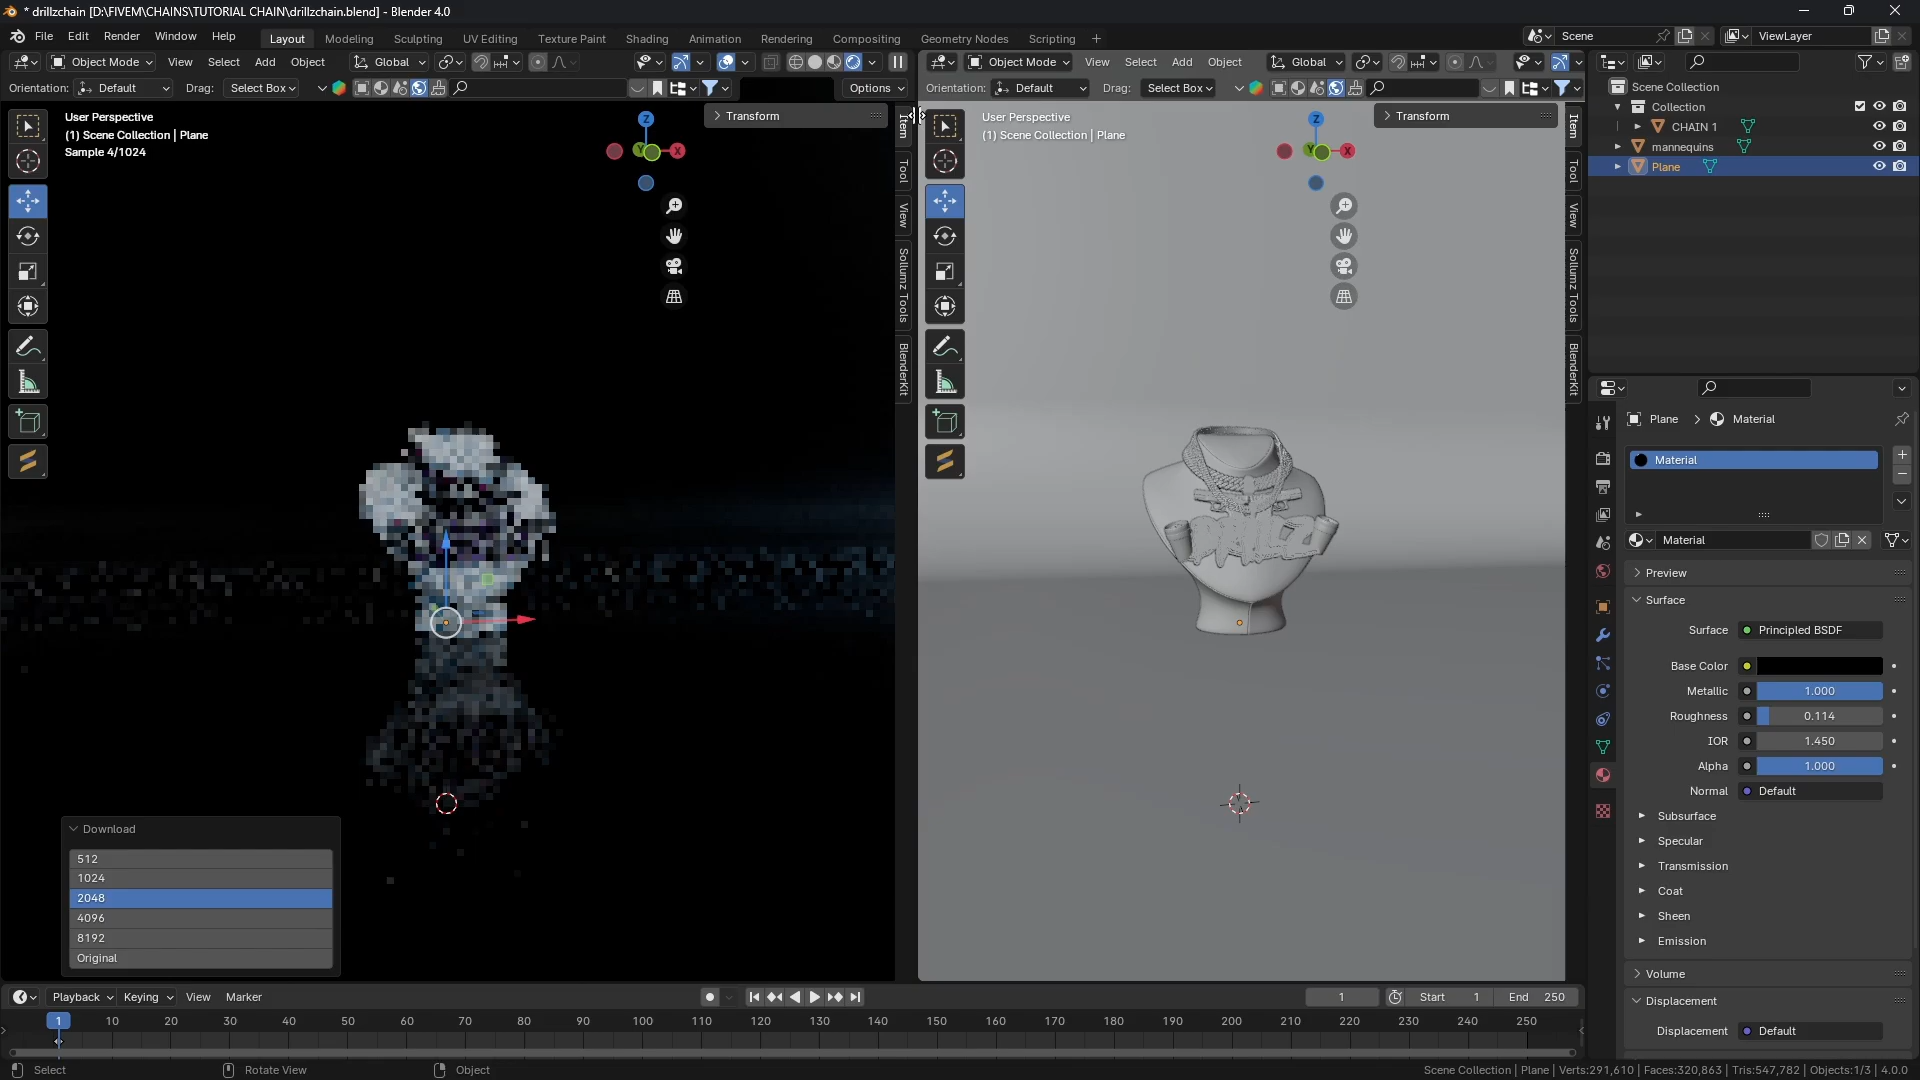 * drillzchain [D:\FIVEM\CHAINS\TUTORIAL CHAIN\drillzchain.blend] - Blender 4.0
File Edit Render Window Help Layout Modeling Sculpting UV Editing Texture Paint Shading Animation Rendering Compositing Geometry Nodes Scripting + Scene ViewLayer
Object Mode View Select Add Object Global
Object Mode View Select Add Object Global
Orientation: Default Drag: Select Box Options
Orientation: Default Drag: Select Box
User Perspective
(1) Scene Collection | Plane
Sample 4/1024
Transform
Z
Y
X
Item
Tool
View
Sollumz Tools
BlenderKit
User Perspective
(1) Scene Collection | Plane
Transform
Z
Y
X
DRILLZ
Item
Tool
View
Sollumz Tools
BlenderKit
Download
512
1024
2048
4096
8192
Original
Scene Collection
Collection
CHAIN 1
mannequins
Plane
Plane > Material
Material
Material
Preview
Surface
Surface Principled BSDF
Base Color
Metallic 1.000
Roughness 0.114
IOR 1.450
Alpha 1.000
Normal Default
Subsurface
Specular
Transmission
Coat
Sheen
Emission
Volume
Displacement
Displacement Default
Playback Keying View Marker 1 Start 1 End 250
1 10 20 30 40 50 60 70 80 90 100 110 120 130 140 150 160 170 180 190 200 210 220 230 240 250
Select Rotate View Object Scene Collection | Plane | Verts:291,610 | Faces:320,863 | Tris:547,782 | Objects:1/3 | 4.0.0